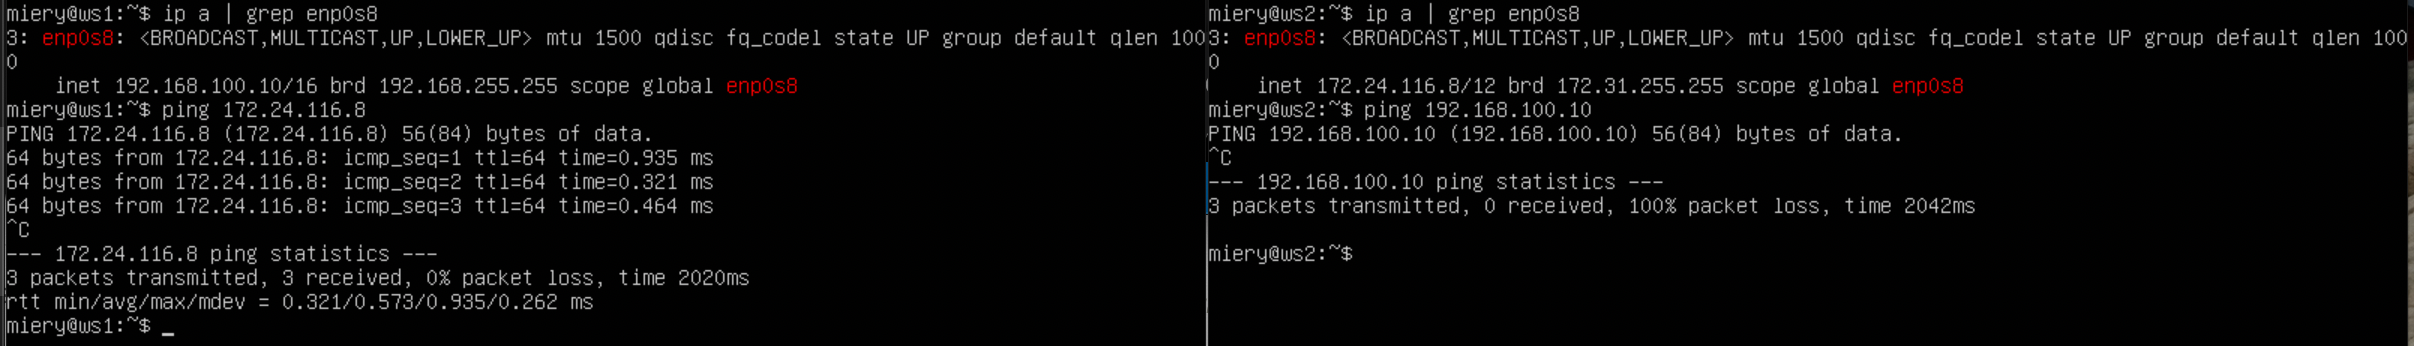 miery@ws1:~$ ip a | grep enp0s8
3: enp0s8: <BROADCAST,MULTICAST,UP,LOWER_UP> mtu 1500 qdisc fq_codel state UP group default qlen 100
0
    inet 192.168.100.10/16 brd 192.168.255.255 scope global enp0s8
miery@ws1:~$ ping 172.24.116.8
PING 172.24.116.8 (172.24.116.8) 56(84) bytes of data.
64 bytes from 172.24.116.8: icmp_seq=1 ttl=64 time=0.935 ms
64 bytes from 172.24.116.8: icmp_seq=2 ttl=64 time=0.321 ms
64 bytes from 172.24.116.8: icmp_seq=3 ttl=64 time=0.464 ms
^C
--- 172.24.116.8 ping statistics ---
3 packets transmitted, 3 received, 0% packet loss, time 2020ms
rtt min/avg/max/mdev = 0.321/0.573/0.935/0.262 ms
miery@ws1:~$ _
miery@ws2:~$ ip a | grep enp0s8
3: enp0s8: <BROADCAST,MULTICAST,UP,LOWER_UP> mtu 1500 qdisc fq_codel state UP group default qlen 100
0
    inet 172.24.116.8/12 brd 172.31.255.255 scope global enp0s8
miery@ws2:~$ ping 192.168.100.10
PING 192.168.100.10 (192.168.100.10) 56(84) bytes of data.
^C
--- 192.168.100.10 ping statistics ---
3 packets transmitted, 0 received, 100% packet loss, time 2042ms
miery@ws2:~$